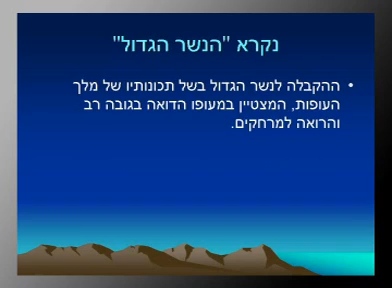 נקרא "הנשר הגדול"
• ההקבלה לנשר הגדול בשל תכונותיו של מלך
העופות, המצטיין במעופו הדואה בגובה רב
והרואה למרחקים.